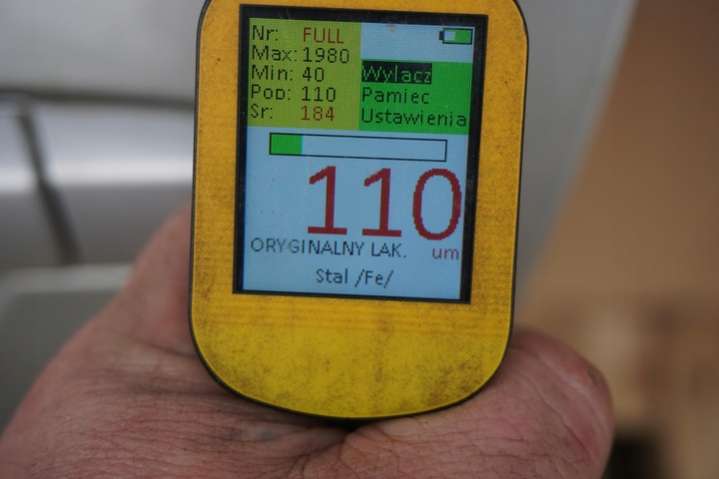 Nr: FULL
Max: 1980
Min: 40
Pop: 110
Sr: 184
Wylacz
Pamiec
Ustawienia
110
ORYGINALNY LAK. um
Stal /Fe/